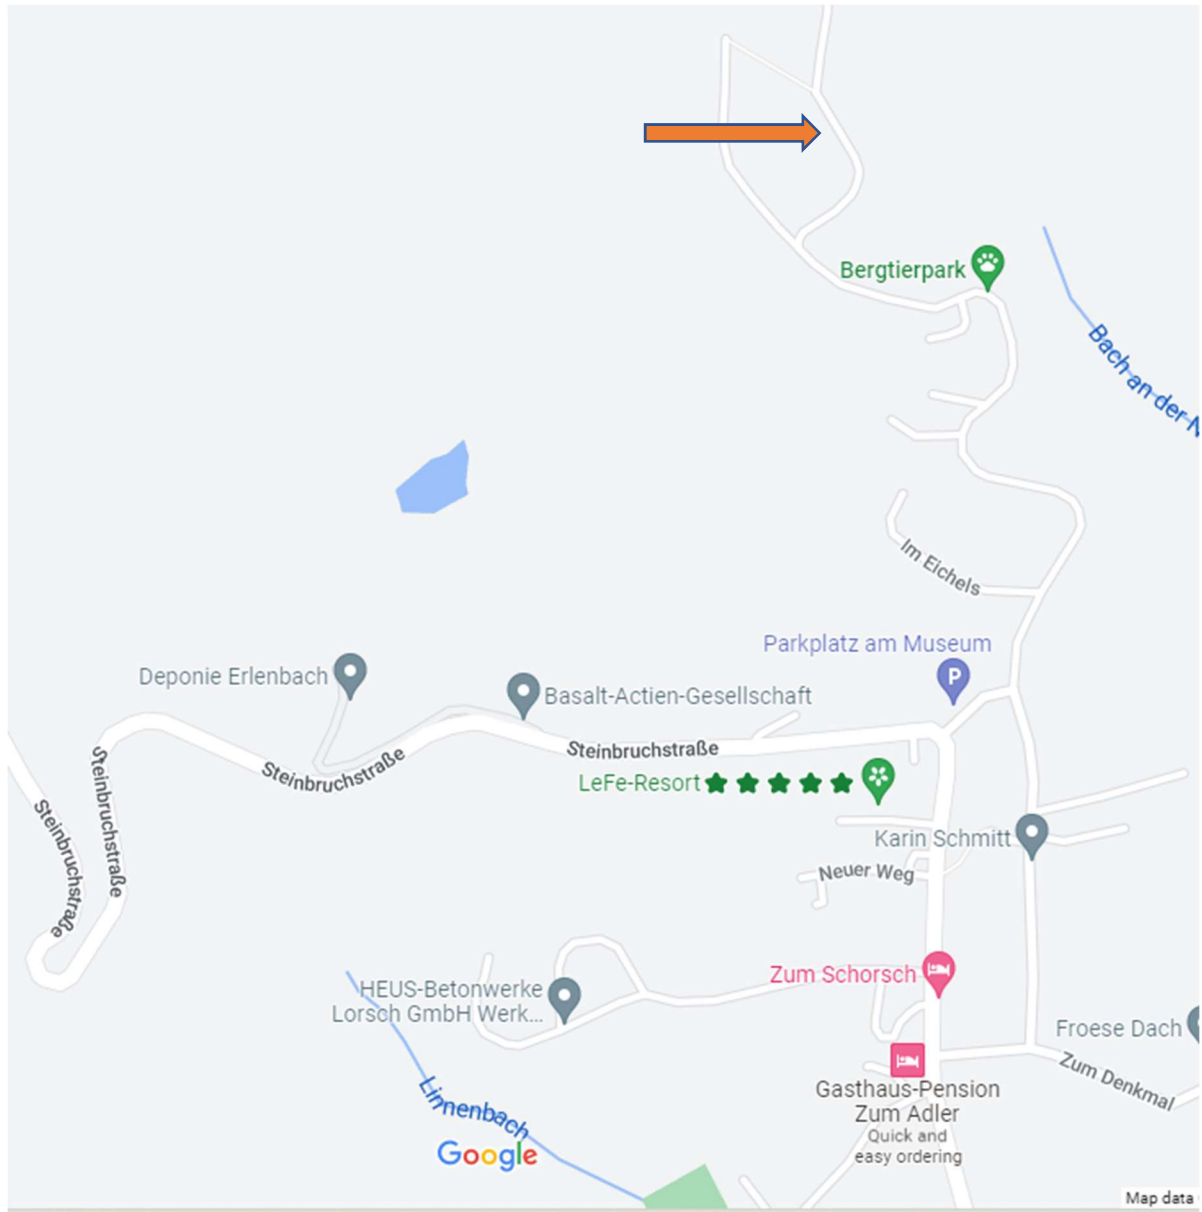 Bergtierpark
Bach an der N
Im Eichels
Parkplatz am Museum
P
Deponie Erlenbach
Basalt-Actien-Gesellschaft
Steinbruchstraße
Steinbruchstraße
Steinbruchstraße
Steinbruchstraße
LeFe-Resort
Karin Schmitt
Neuer Weg
Zum Schorsch
HEUS-Betonwerke
Lorsch GmbH Werk...
Froese Dach
Zum Denkmal
Gasthaus-Pension
Zum Adler
Quick and
easy ordering
Linnenbach
Google
Map data